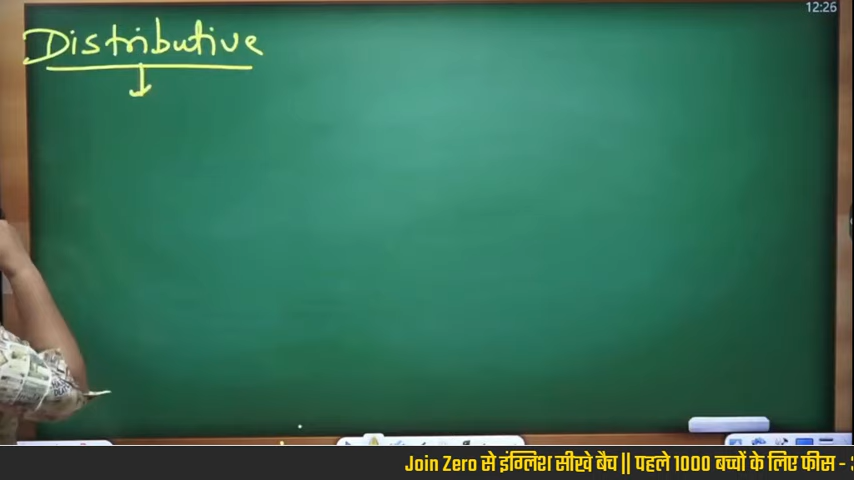 12:26
Distributive
Join Zero से इंग्लिश सीखे बैच || पहले 1000 बच्चों के लिए फीस -